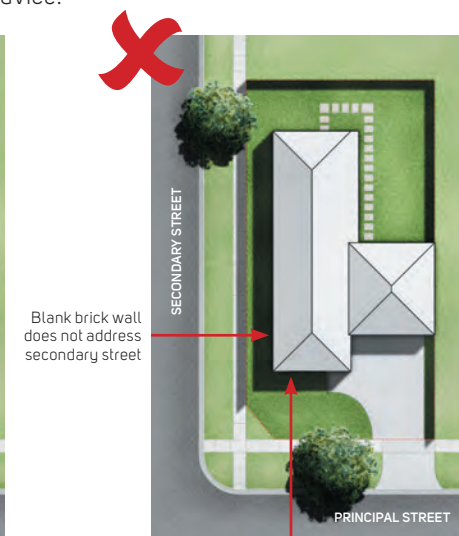 SECONDARY STREET
Blank brick wall
does not address
secondary street
PRINCIPAL STREET